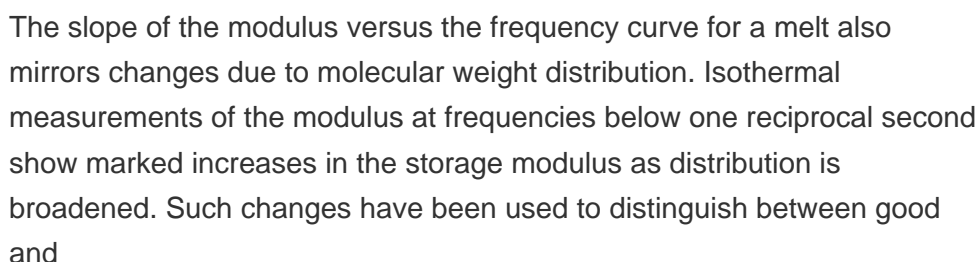 The slope of the modulus versus the frequency curve for a melt also
mirrors changes due to molecular weight distribution. Isothermal
measurements of the modulus at frequencies below one reciprocal second
show marked increases in the storage modulus as distribution is
broadened. Such changes have been used to distinguish between good
and